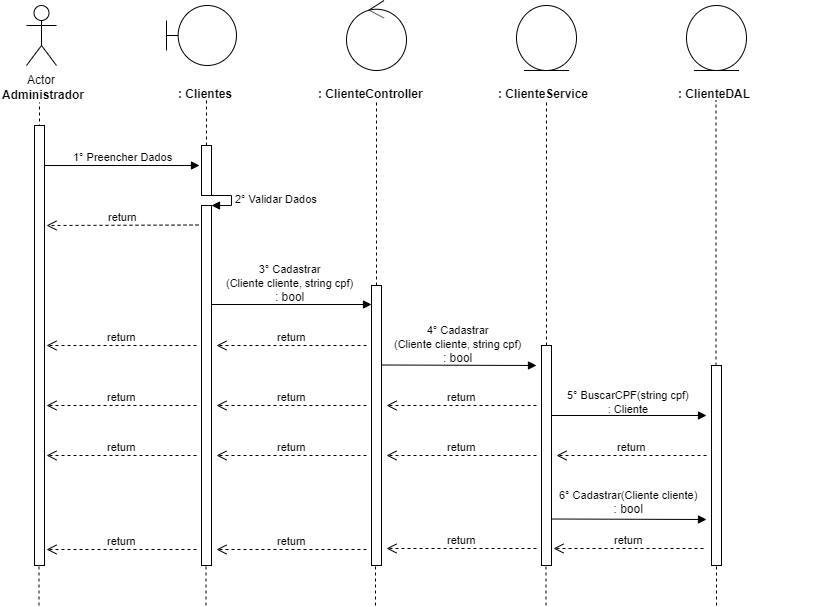 Actor
Administrador
: Clientes
: ClienteController
: ClienteService
: ClienteDAL
1° Preencher Dados
2° Validar Dados
return
3° Cadastrar
(Cliente cliente, string cpf)
: bool
return
return
4° Cadastrar
(Cliente cliente, string cpf)
: bool
return
return
return
5° BuscarCPF(string cpf)
: Cliente
return
return
return
return
6° Cadastrar(Cliente cliente)
: bool
return
return
return
return